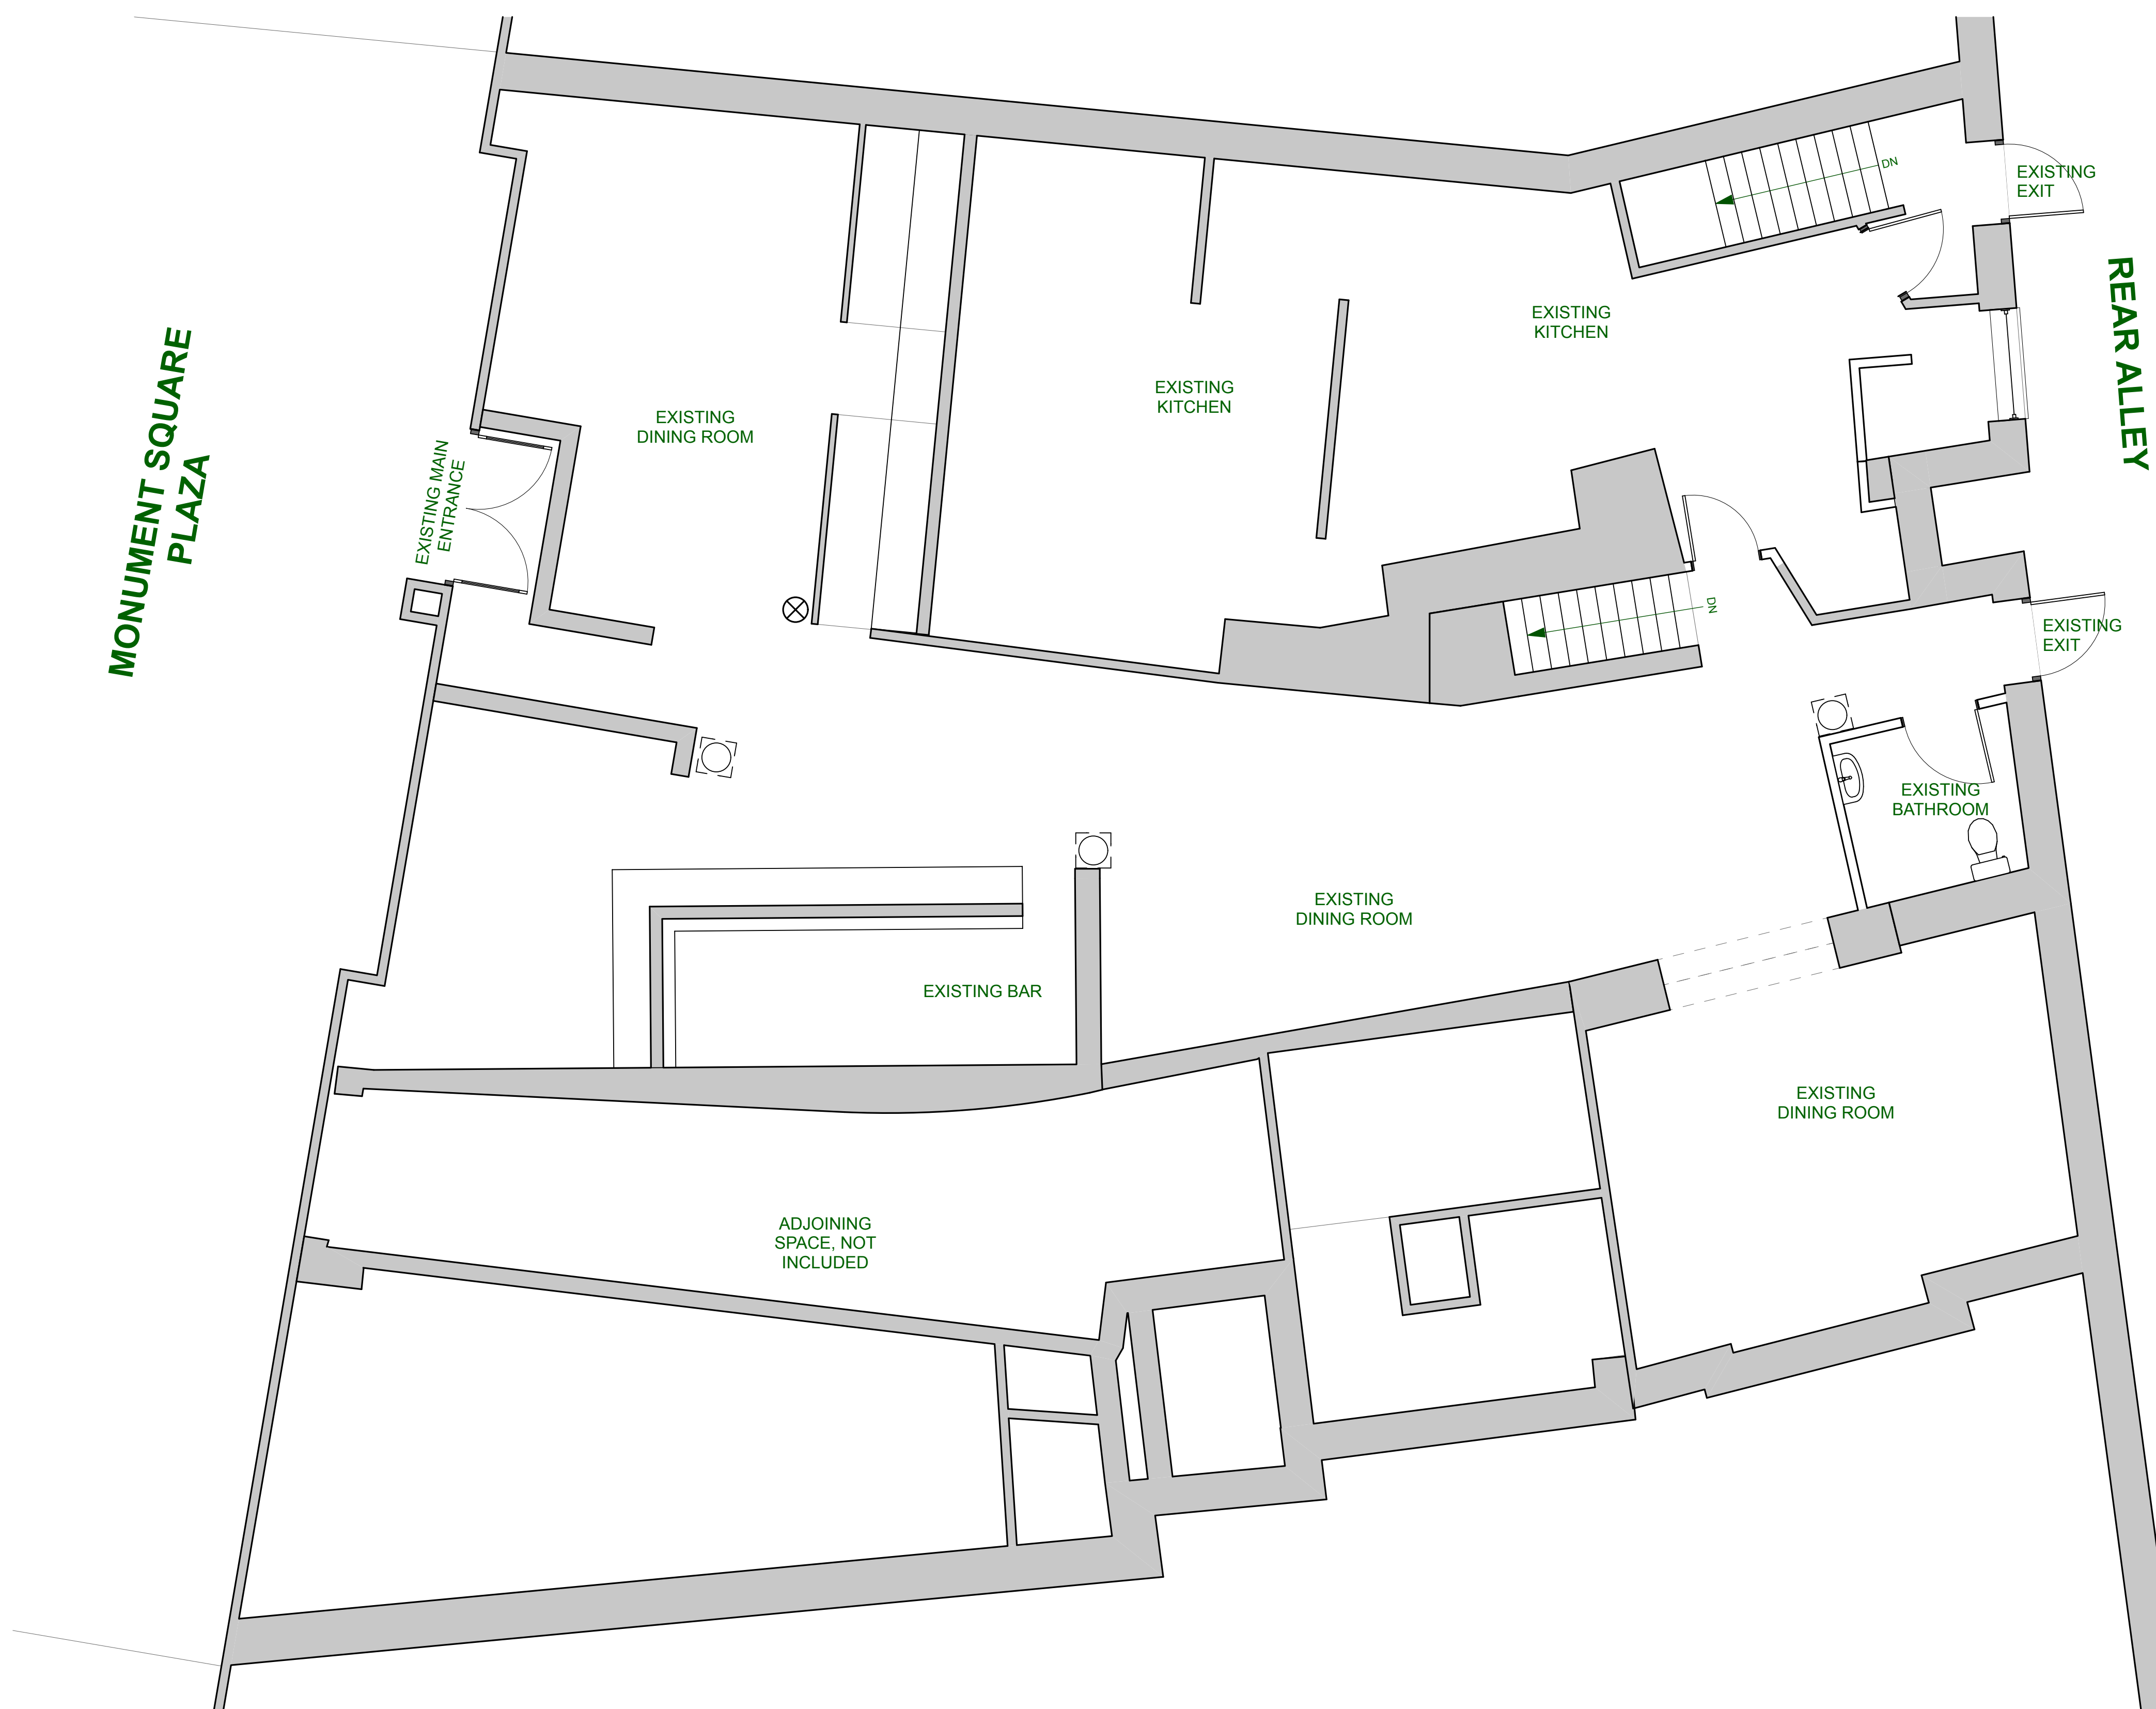 MONUMENT SQUARE
PLAZA
EXISTING MAIN
ENTRANCE
EXISTING
DINING ROOM
EXISTING
KITCHEN
EXISTING
KITCHEN
DN
EXISTING
EXIT
REAR ALLEY
DN
EXISTING
EXIT
EXISTING
BATHROOM
EXISTING
DINING ROOM
EXISTING BAR
EXISTING
DINING ROOM
ADJOINING
SPACE, NOT
INCLUDED